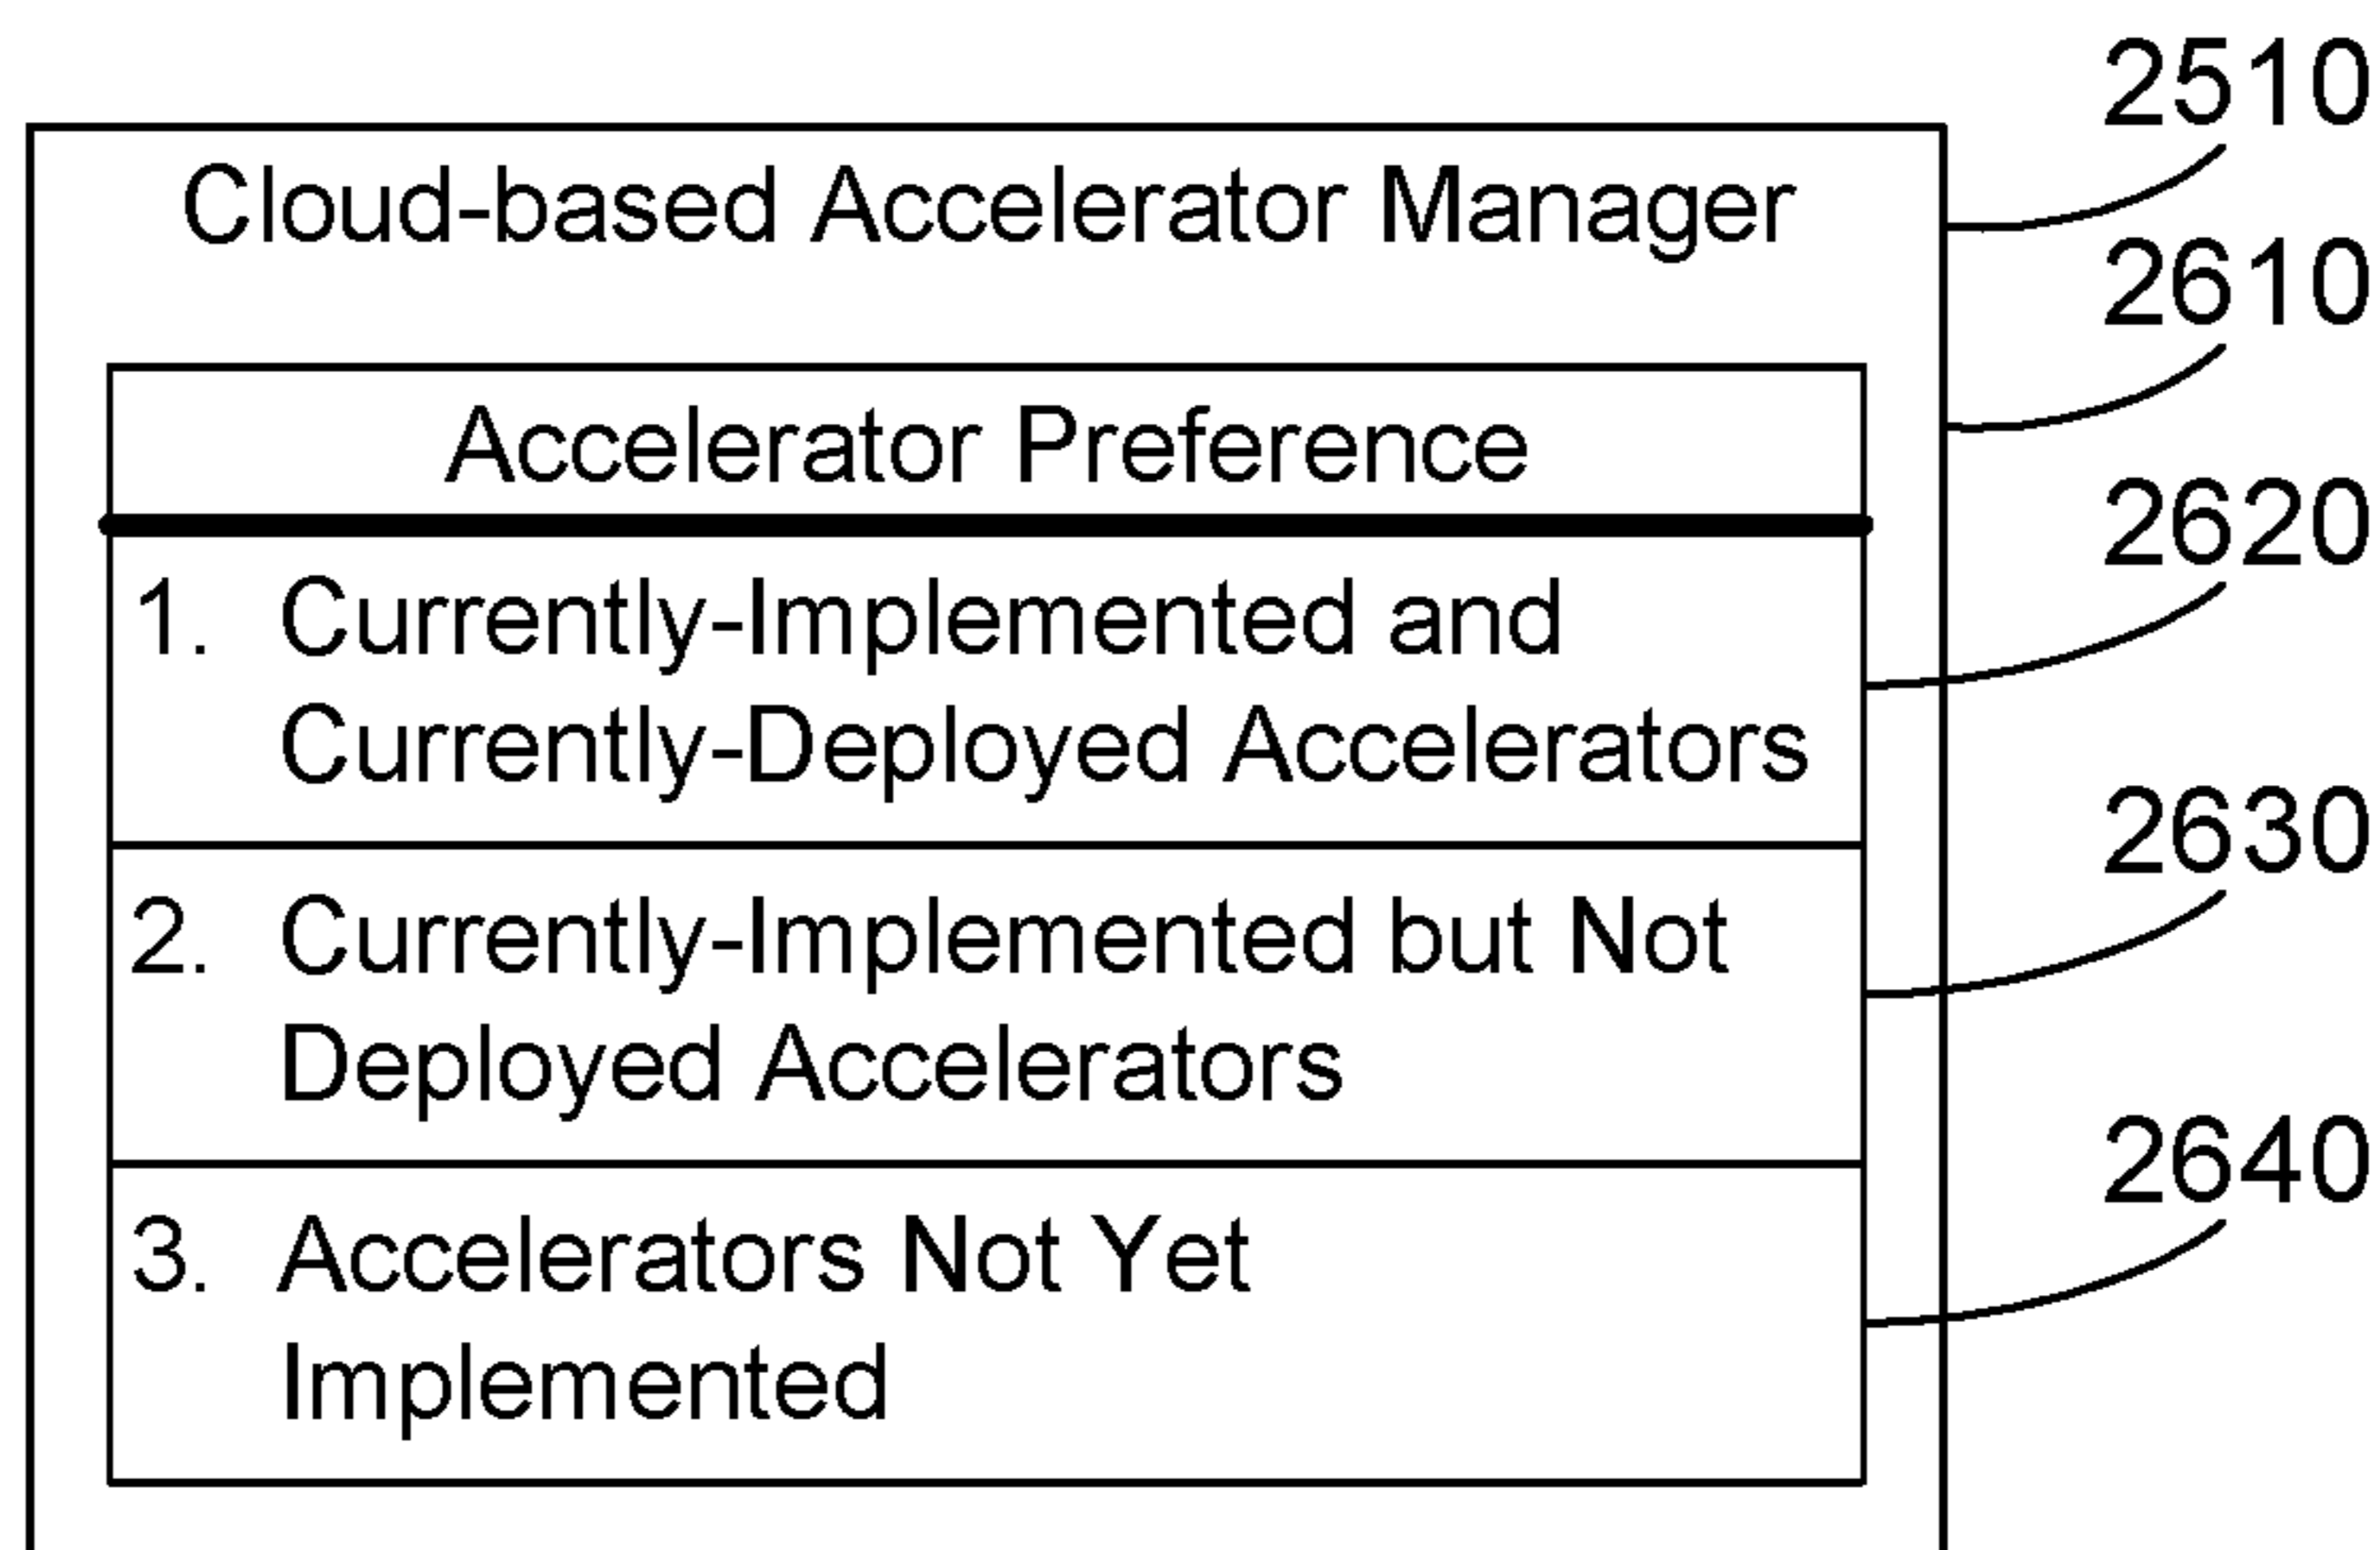 2510
Cloud-based Accelerator Manager
2610
Accelerator Preference
2620
1. Currently-Implemented and
Currently-Deployed Accelerators
2630
2. Currently-Implemented but Not
Deployed Accelerators
2640
3. Accelerators Not Yet
Implemented